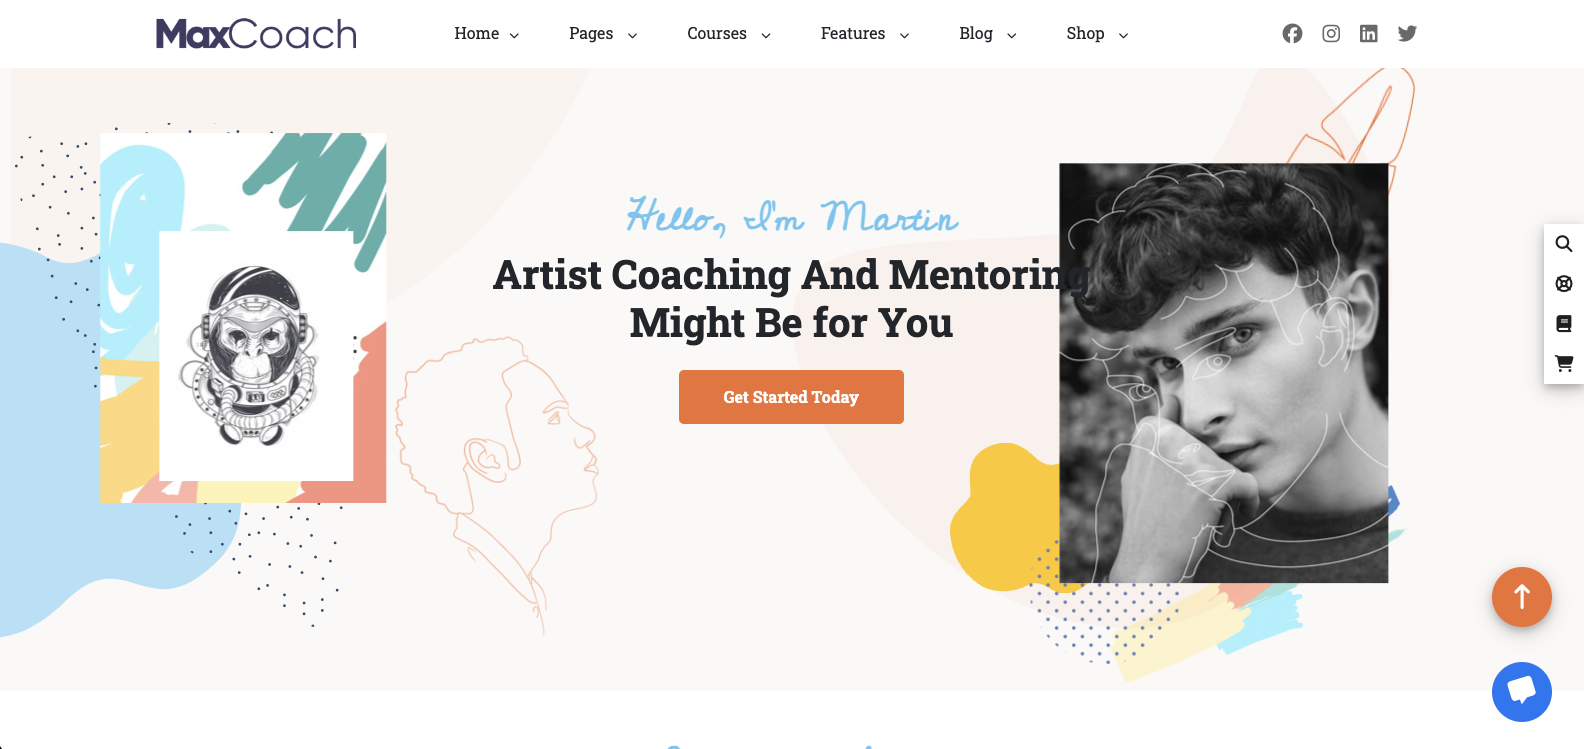 MaxCoach
Home Pages Courses Features Blog Shop
Hello, I'm Martin
Artist Coaching And Mentoring
Might Be for You
Get Started Today